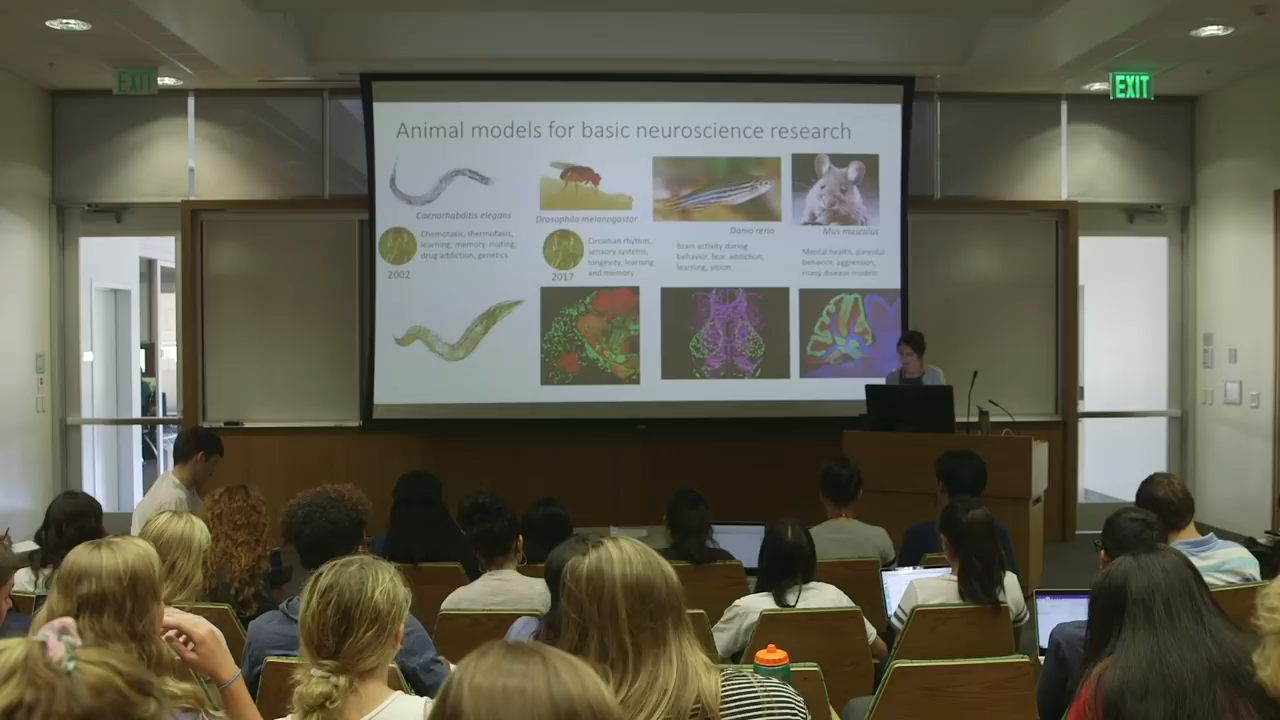 EXIT
EXIT
Animal models for basic neuroscience research
Caenorhabditis elegans
Drosophila melanogaster
Danio rerio
Mus musculus
Chemotaxis, thermotaxis,
learning, memory, mating,
drug addiction, genetics
2002
Circadian rhythm,
sensory systems,
longevity, learning
and memory
2017
Brain activity during
behavior, fear, addiction,
learning, vision
Mental health, parental
behavior, aggression,
many disease models